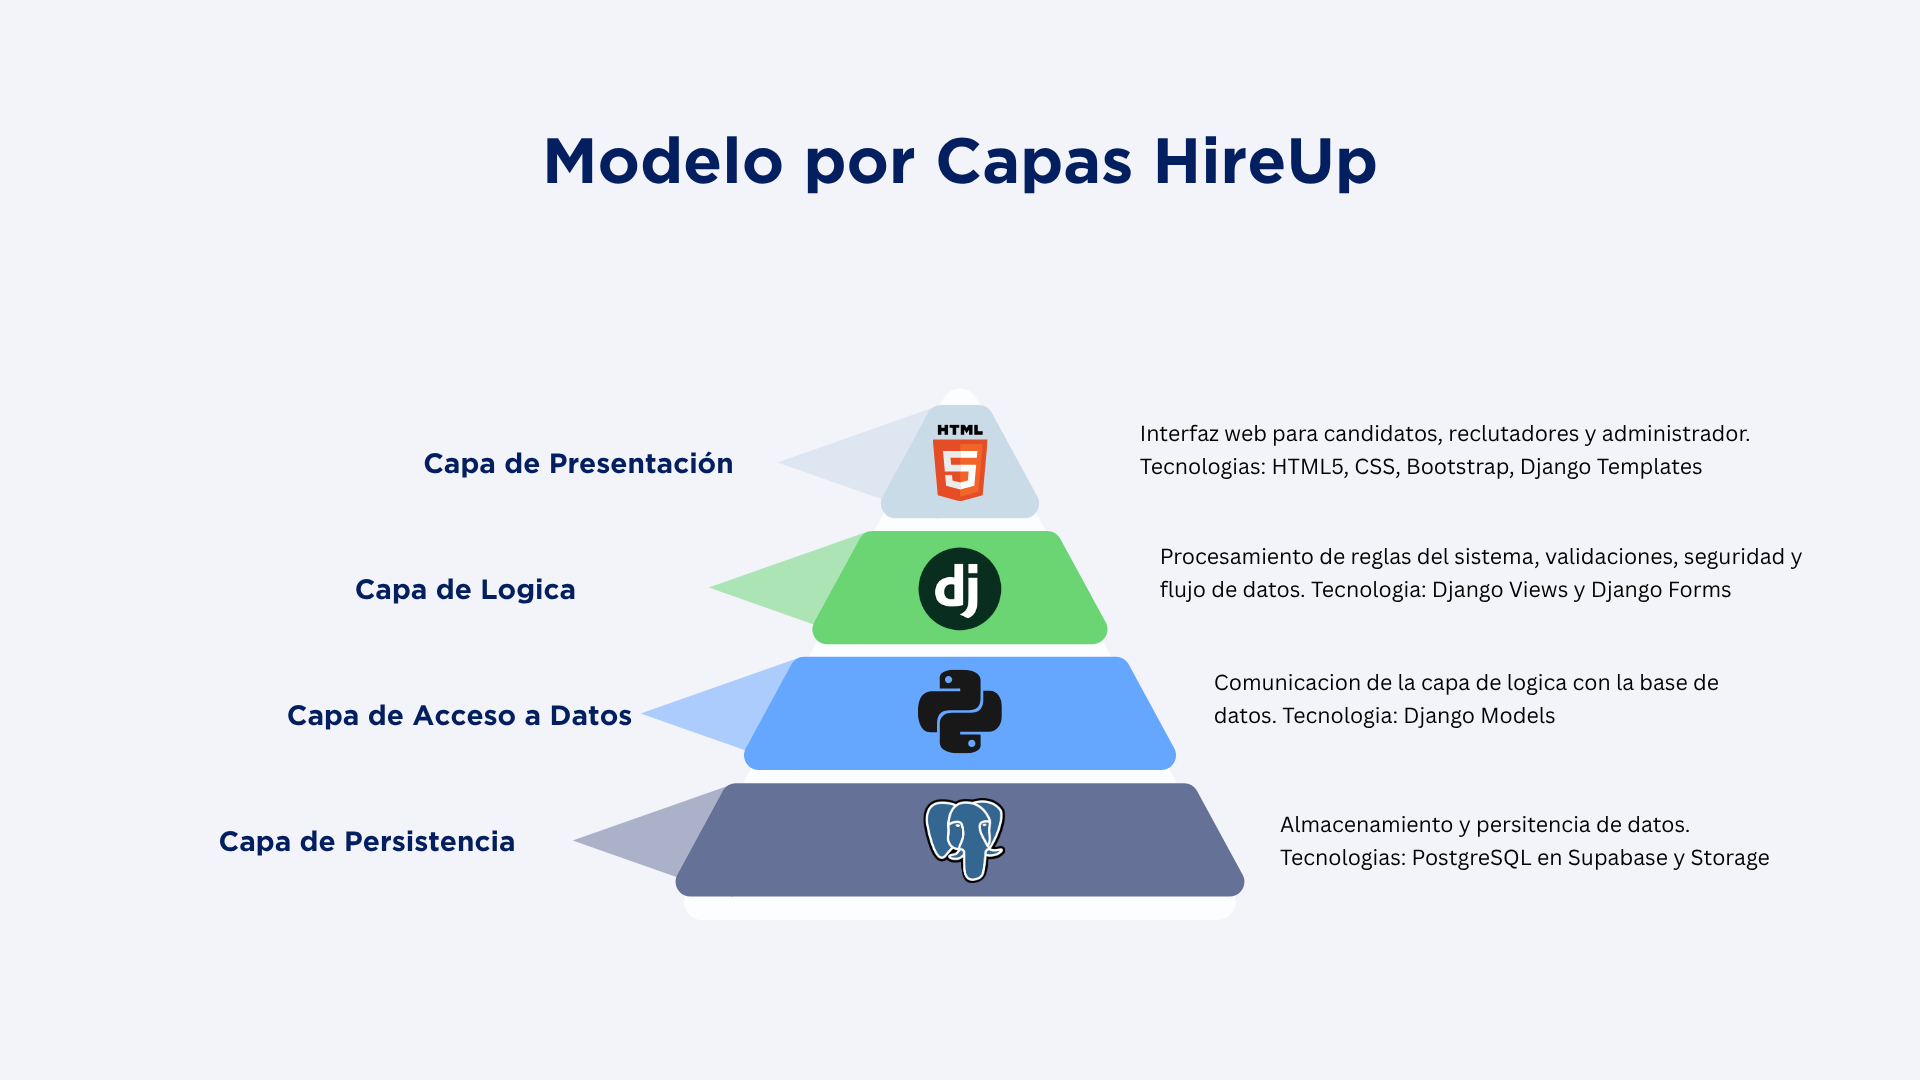 Modelo por Capas HireUp
HTML
5
Capa de Presentación
Interfaz web para candidatos, reclutadores y administrador.
Tecnologias: HTML5, CSS, Bootstrap, Django Templates
dj
Capa de Logica
Procesamiento de reglas del sistema, validaciones, seguridad y
flujo de datos. Tecnologia: Django Views y Django Forms
Capa de Acceso a Datos
Comunicacion de la capa de logica con la base de
datos. Tecnologia: Django Models
Capa de Persistencia
Almacenamiento y persitencia de datos.
Tecnologias: PostgreSQL en Supabase y Storage